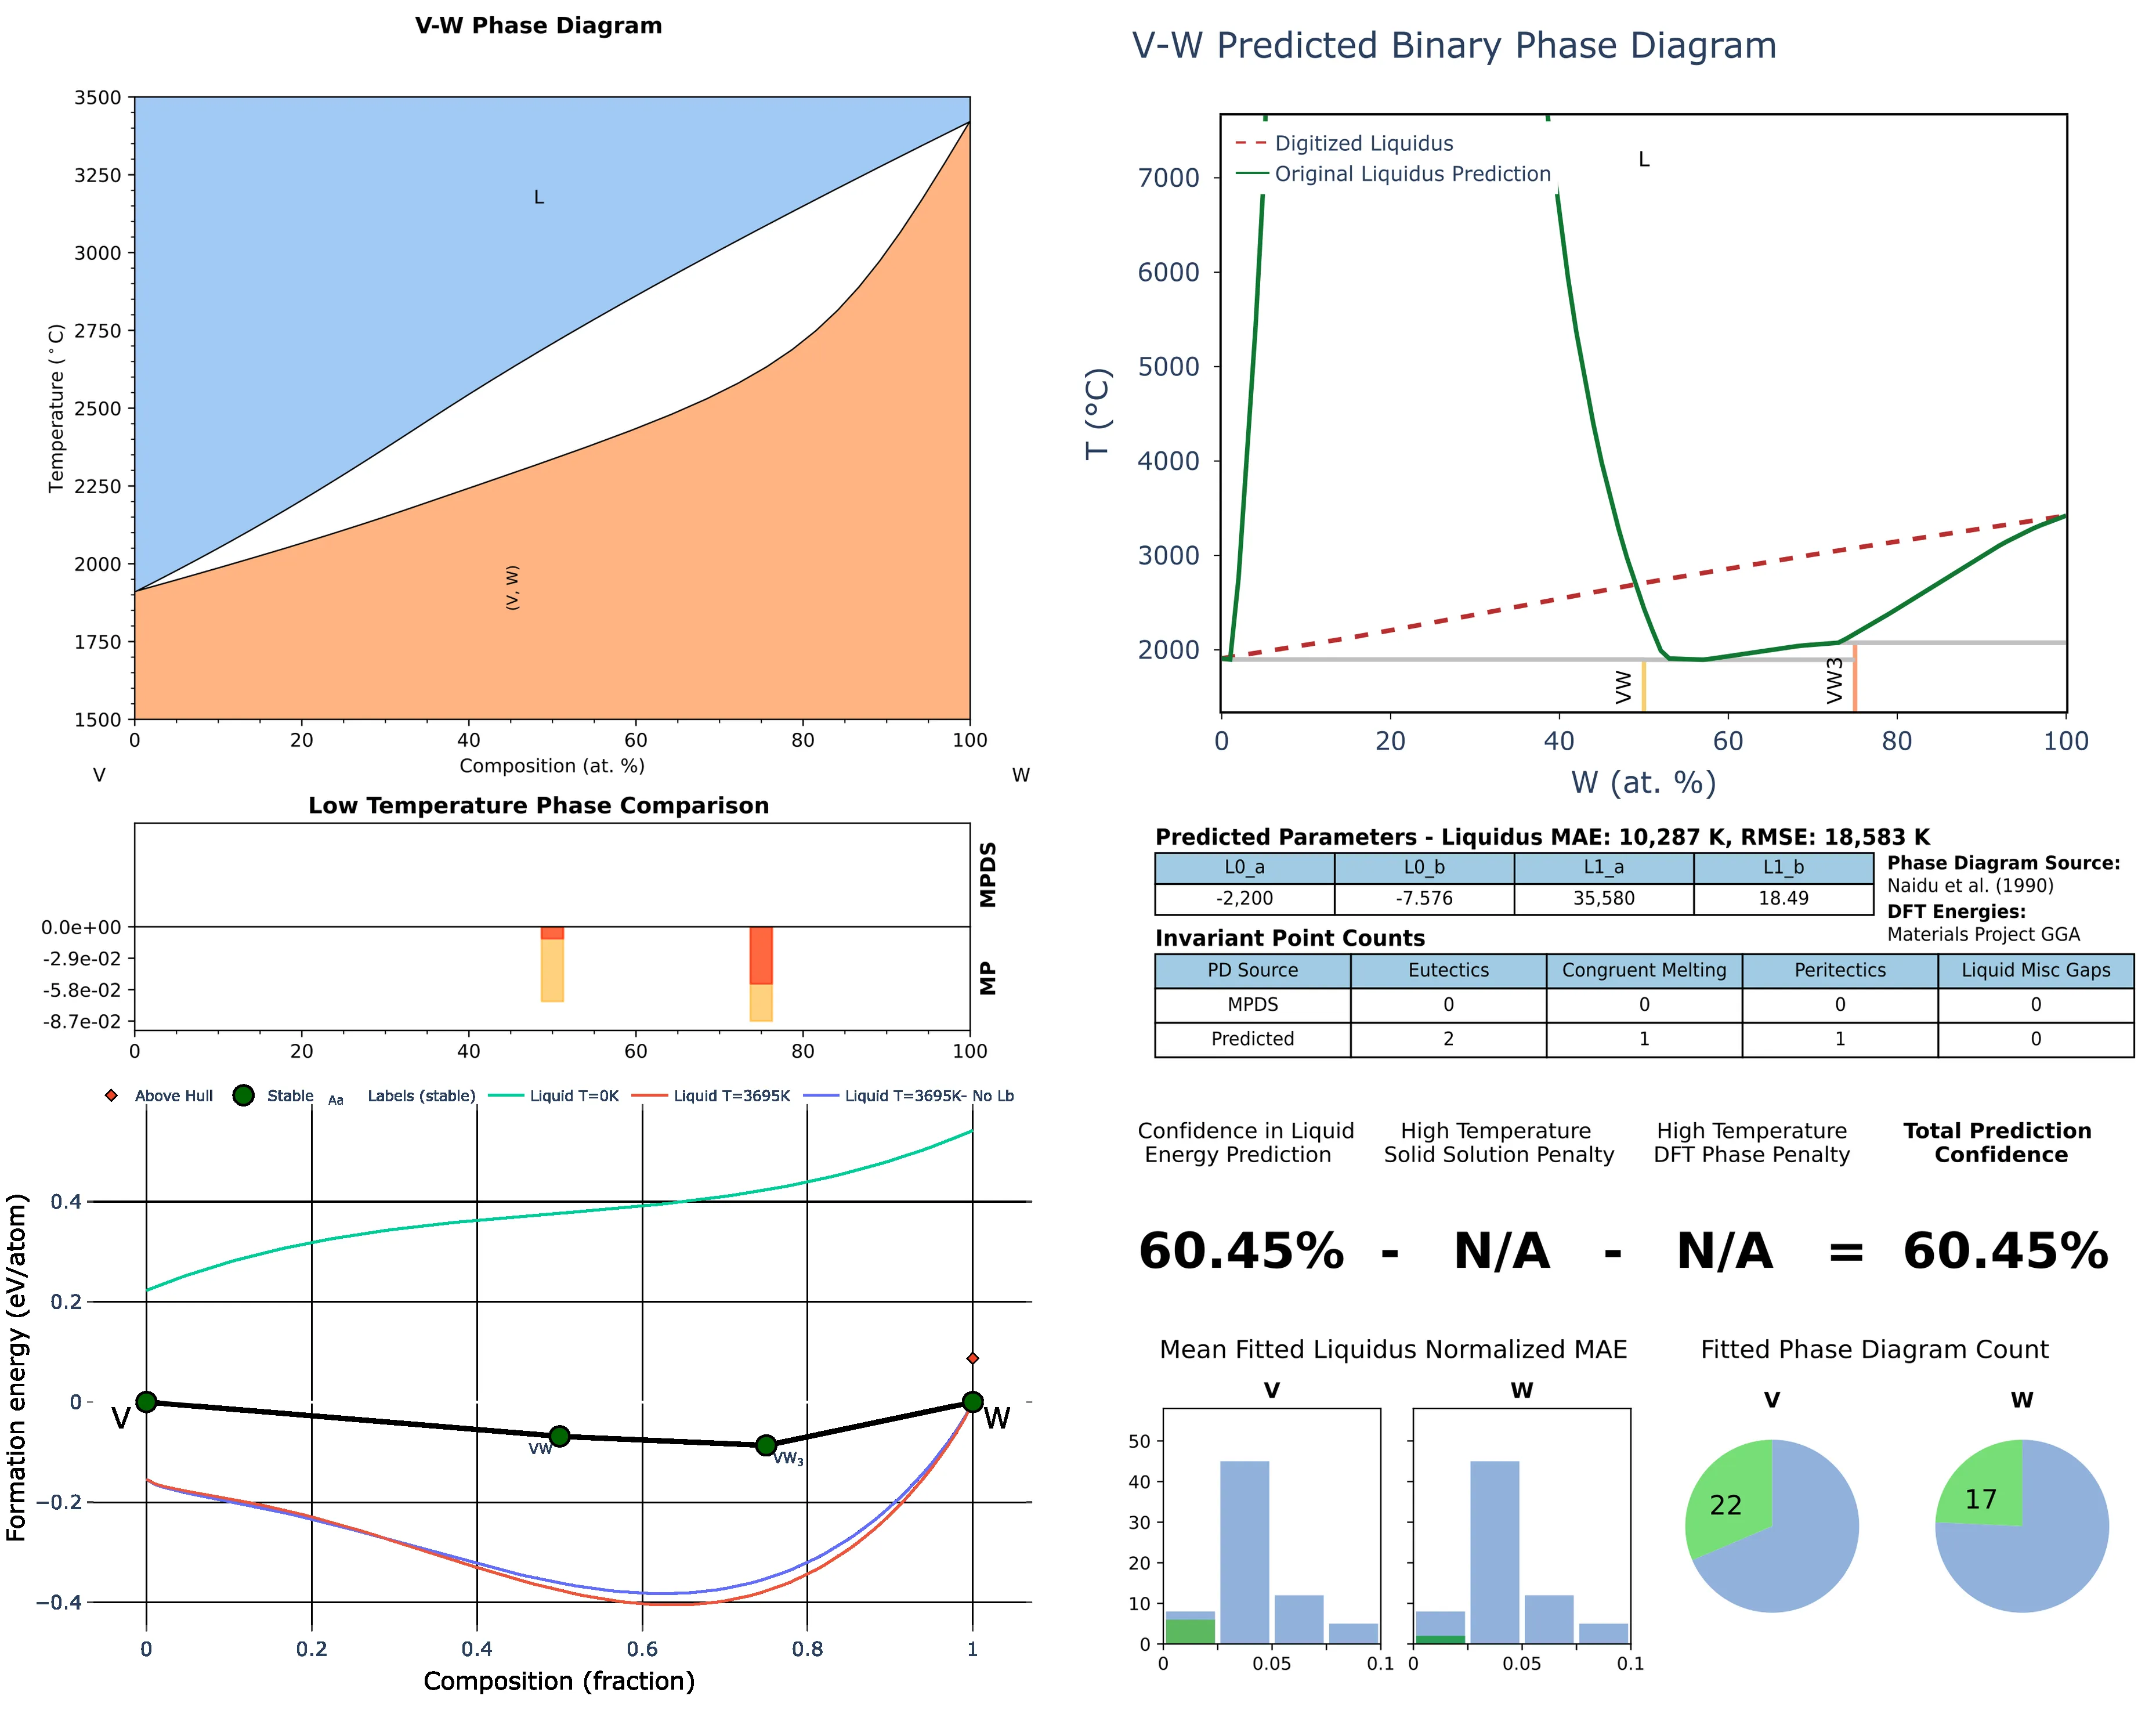 V-W Phase Diagram
3500
3250
3000
2750
2500
2250
2000
1750
1500
Temperature (°C)
L
(V, W)
0 20 40 60 80 100
Composition (at. %)
V W
Low Temperature Phase Comparison
0.0e+00
-2.9e-02
-5.8e-02
-8.7e-02
MPDS
MP
0 20 40 60 80 100
Above Hull Stable Aa Labels (stable) Liquid T=0K Liquid T=3695K Liquid T=3695K- No Lb
Formation energy (eV/atom)
0.4
0.2
0
−0.2
−0.4
V
VW
VW3
W
0 0.2 0.4 0.6 0.8 1
Composition (fraction)
V-W Predicted Binary Phase Diagram
Digitized Liquidus
Original Liquidus Prediction
L
T (°C)
7000
6000
5000
4000
3000
2000
VW
VW3
0 20 40 60 80 100
W (at. %)
Predicted Parameters - Liquidus MAE: 10,287 K, RMSE: 18,583 K
L0_a L0_b L1_a L1_b
-2,200 -7.576 35,580 18.49
Phase Diagram Source:
Naidu et al. (1990)
DFT Energies:
Materials Project GGA
Invariant Point Counts
PD Source Eutectics Congruent Melting Peritectics Liquid Misc Gaps
MPDS 0 0 0 0
Predicted 2 1 1 0
Confidence in Liquid Energy Prediction
High Temperature Solid Solution Penalty
High Temperature DFT Phase Penalty
Total Prediction Confidence
60.45% - N/A - N/A = 60.45%
Mean Fitted Liquidus Normalized MAE
V W
50
40
30
20
10
0
0 0.05 0.1 0 0.05 0.1
Fitted Phase Diagram Count
V W
22 17